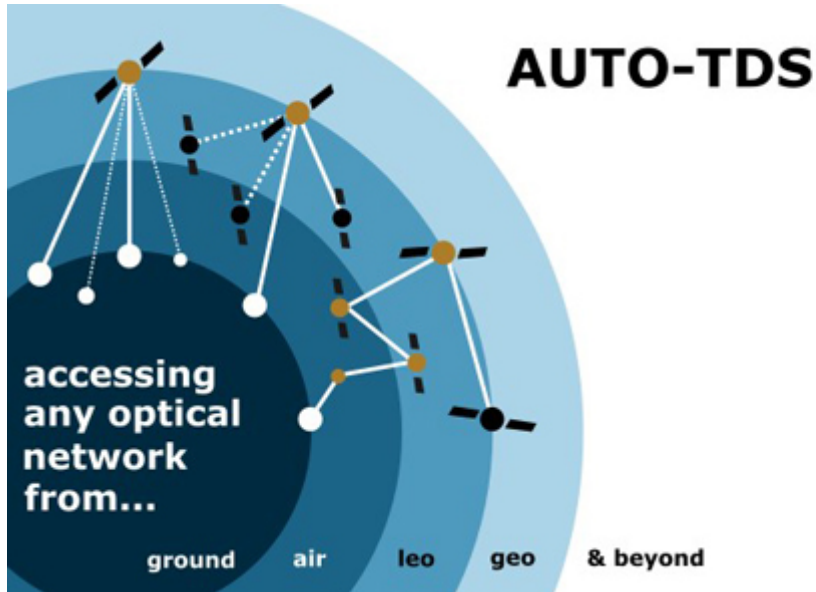 AUTO-TDS
accessing
any optical
network
from...
ground air leo geo & beyond